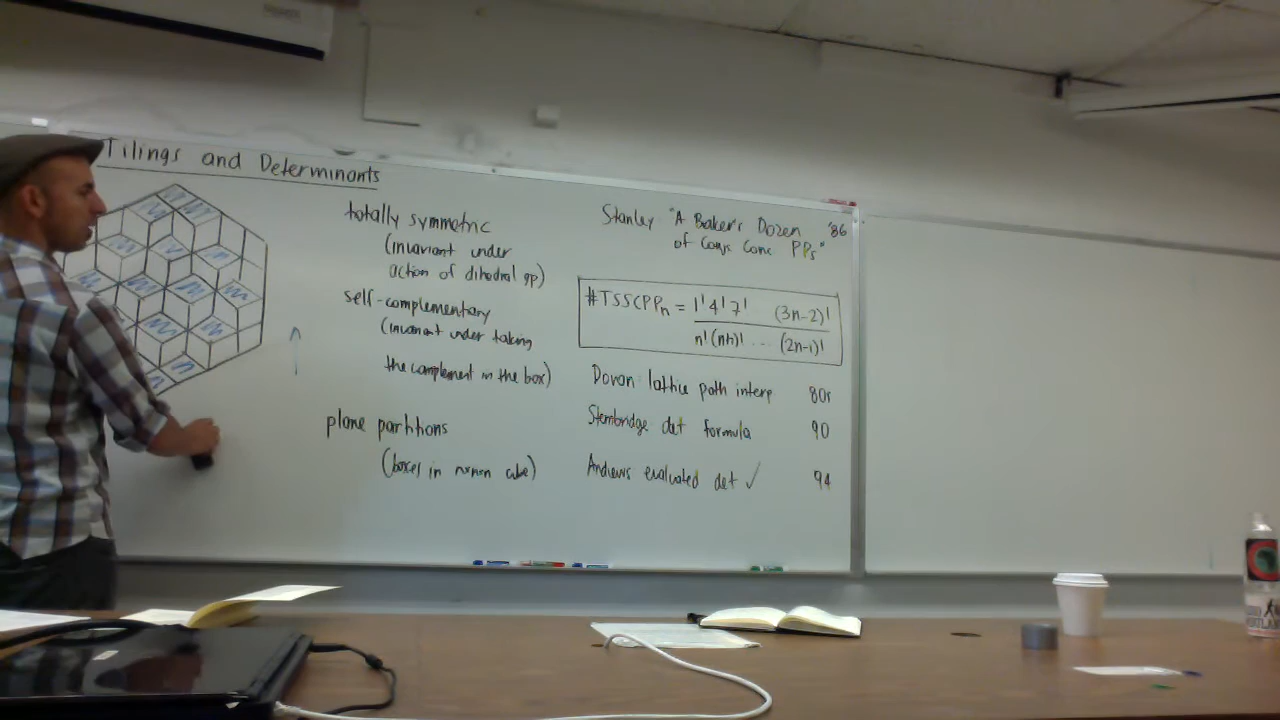 Tilings and Determinants
totally symmetric
(invariant under
action of dihedral gp)
self-complementary
(invariant under taking
the complement in the box)
plane partitions
(boxes in nxnxn cube)
Stanley "A Baker's Dozen '86
of Conjs Conc PPs"
#TSSCPPn = 1!4!7! (3n-2)!
n!(n+1)! ... (2n-1)!
Doran lattice path interp 80s
Stembridge det formula 90
Andrews evaluated det ✓ 94